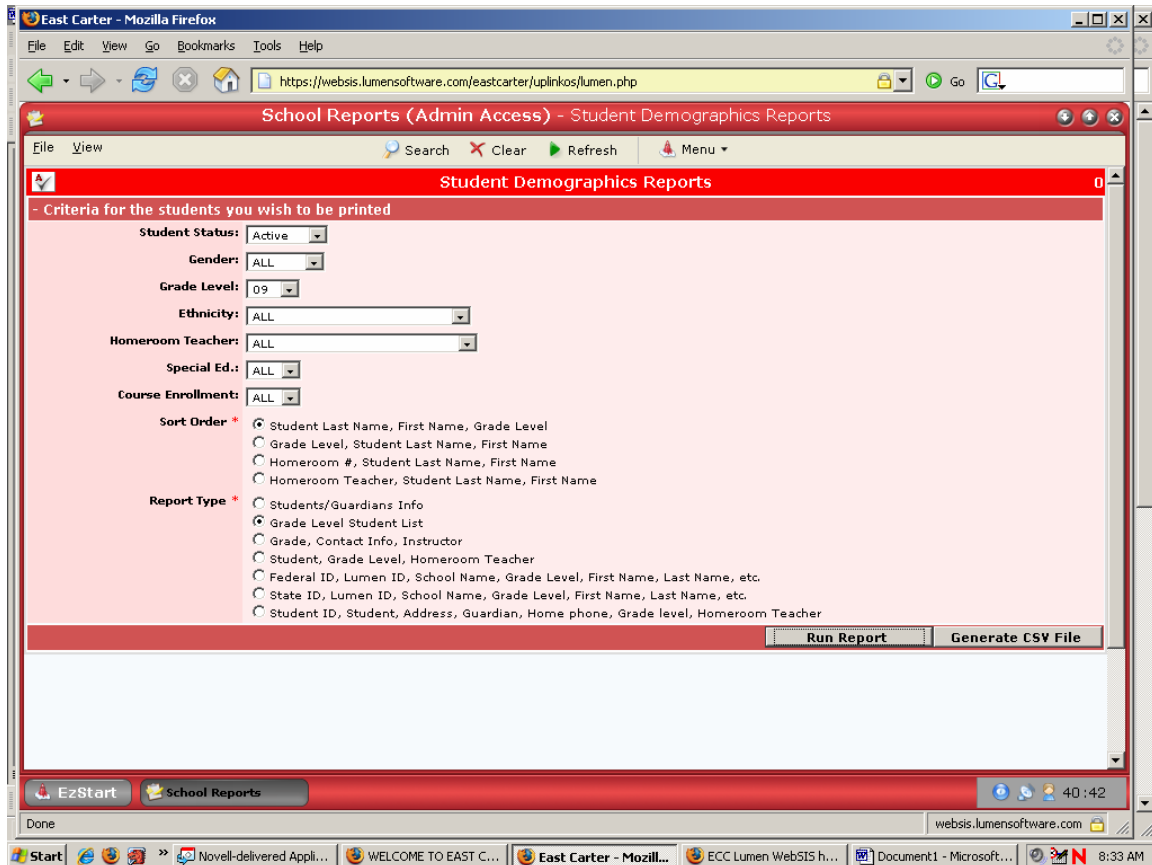 East Carter - Mozilla Firefox
File Edit View Go Bookmarks Tools Help
https://websis.lumensoftware.com/eastcarter/uplinkos/lumen.php Go G
School Reports (Admin Access) - Student Demographics Reports
File View Search Clear Refresh Menu
Student Demographics Reports 0
- Criteria for the students you wish to be printed
Student Status: Active
Gender: ALL
Grade Level: 09
Ethnicity: ALL
Homeroom Teacher: ALL
Special Ed.: ALL
Course Enrollment: ALL
Sort Order * Student Last Name, First Name, Grade Level
Grade Level, Student Last Name, First Name
Homeroom #, Student Last Name, First Name
Homeroom Teacher, Student Last Name, First Name
Report Type * Students/Guardians Info
Grade Level Student List
Grade, Contact Info, Instructor
Student, Grade Level, Homeroom Teacher
Federal ID, Lumen ID, School Name, Grade Level, First Name, Last Name, etc.
State ID, Lumen ID, School Name, Grade Level, First Name, Last Name, etc.
Student ID, Student, Address, Guardian, Home phone, Grade level, Homeroom Teacher
Run Report Generate CSV File
EzStart School Reports 40:42
Done websis.lumensoftware.com
Start » Novell-delivered Appli... WELCOME TO EAST C... East Carter - Mozill... ECC Lumen WebSIS h... Document1 - Microsoft... N 8:33 AM